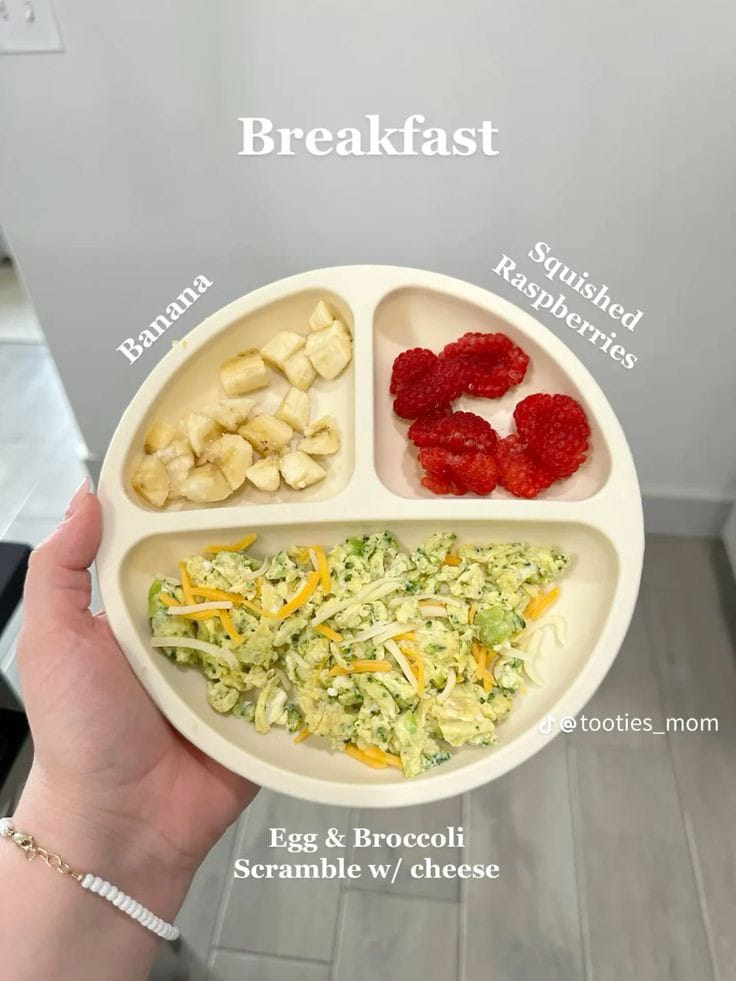 Breakfast
Banana
Squished
Raspberries
@tooties_mom
Egg & Broccoli
Scramble w/ cheese